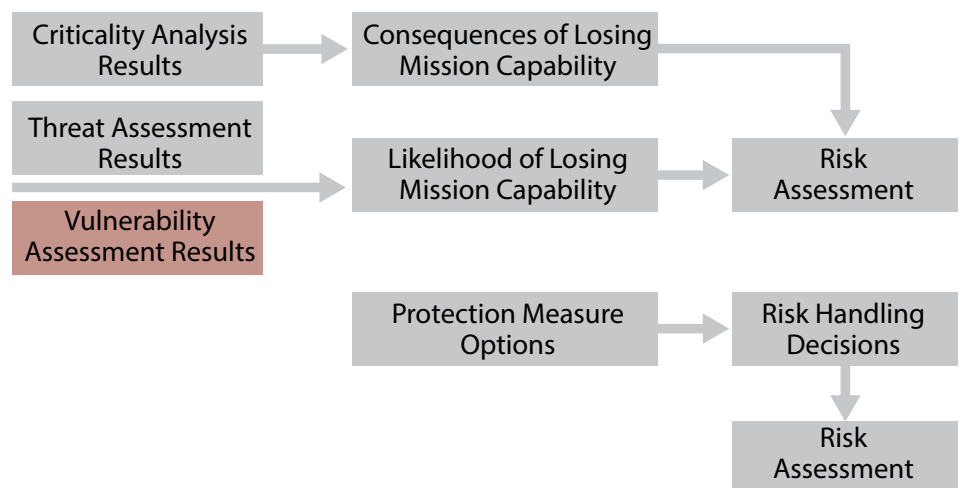 Criticality Analysis
Results
Consequences of Losing
Mission Capability
Threat Assessment
Results
Likelihood of Losing
Mission Capability
Risk
Assessment
Vulnerability
Assessment Results
Protection Measure
Options
Risk Handling
Decisions
Risk
Assessment